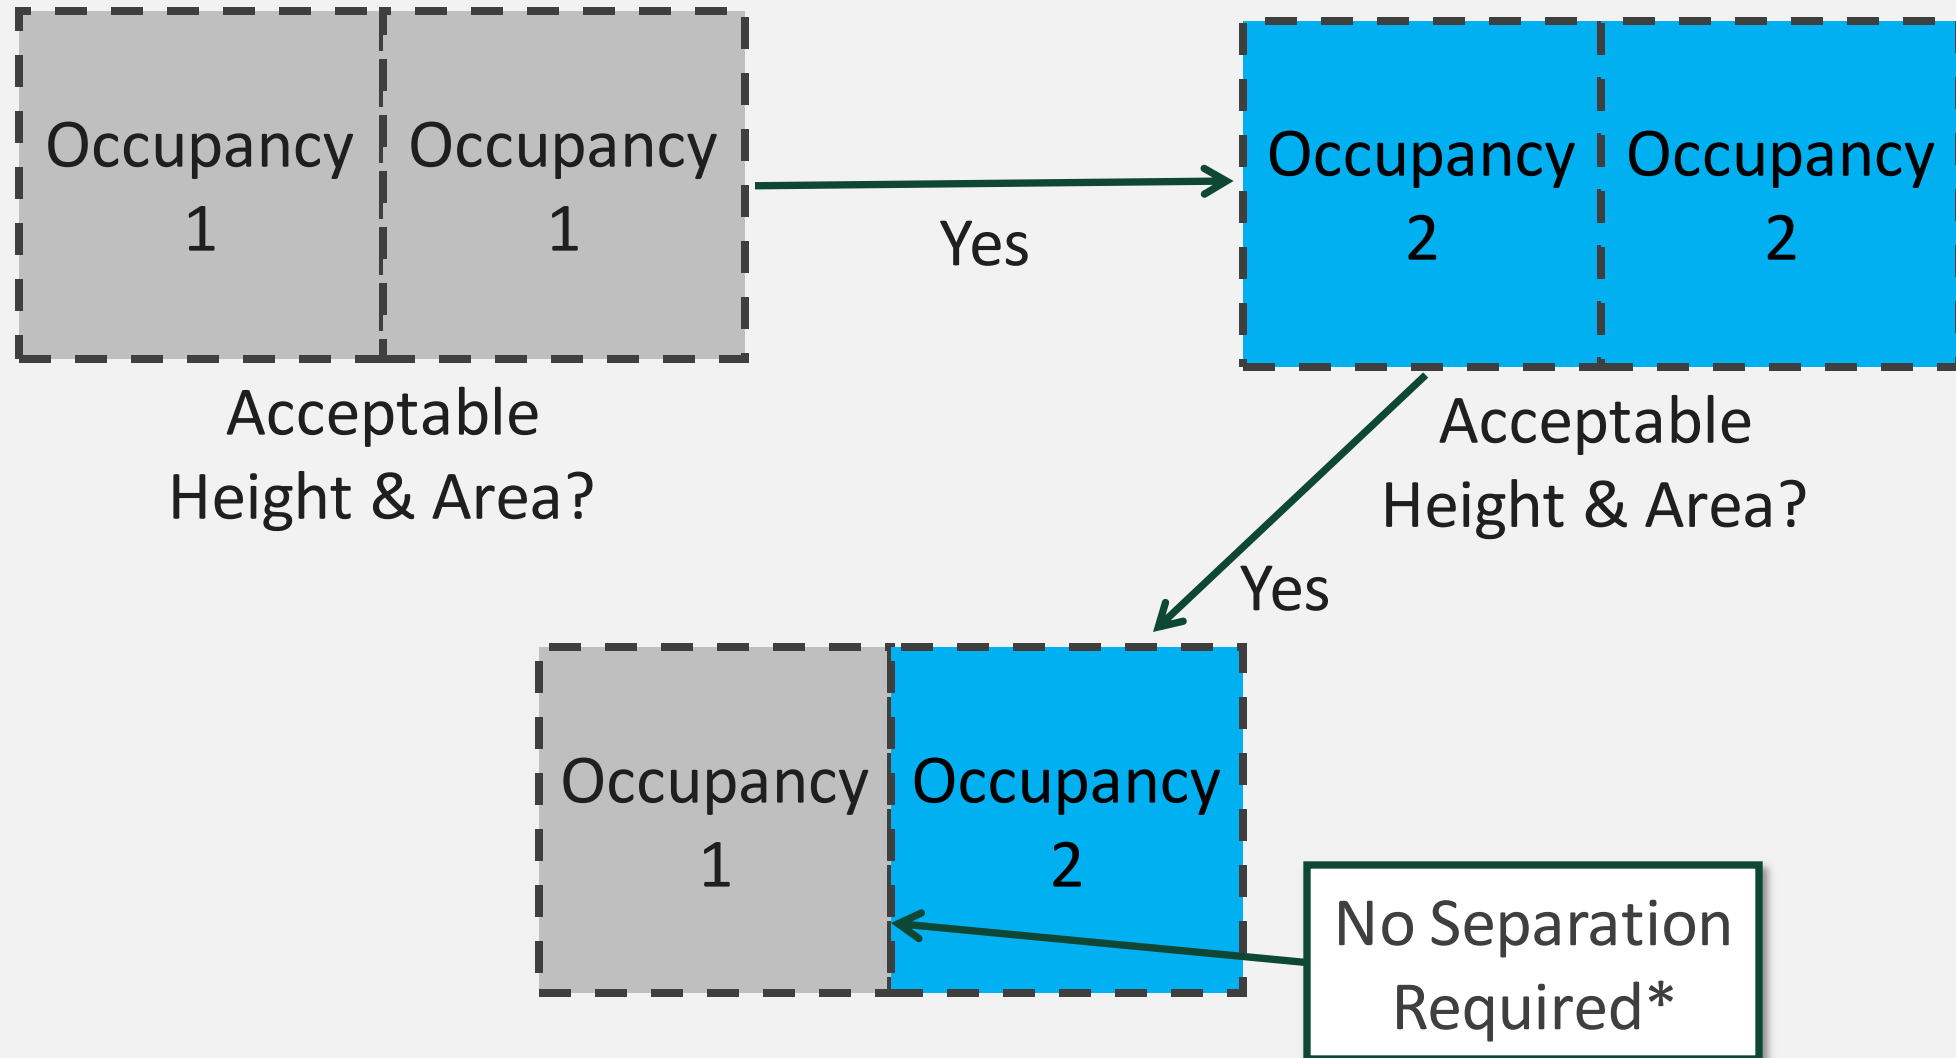 Occupancy
1
Occupancy
1
Yes
Occupancy
2
Occupancy
2
Acceptable
Height & Area?
Acceptable
Height & Area?
Yes
Occupancy
1
Occupancy
2
No Separation
Required*